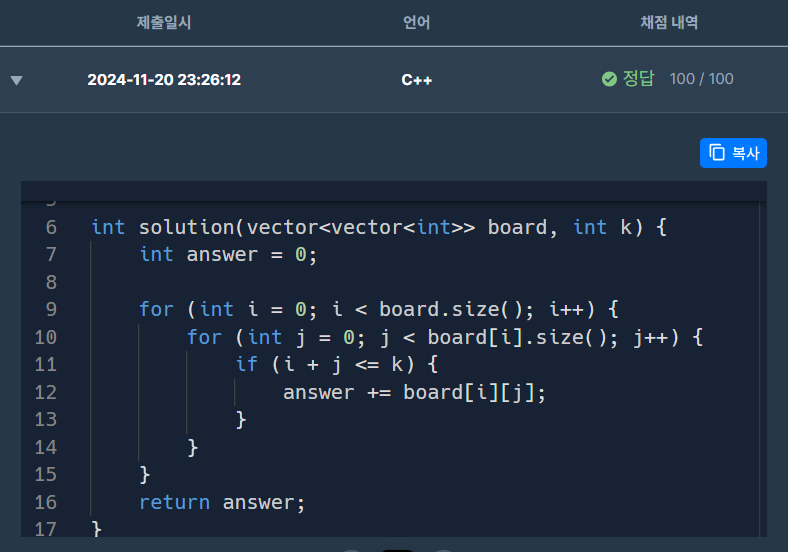 제출일시 언어 채점 내역
▼ 2024-11-20 23:26:12 C++ 정답 100 / 100
복사
5
6 int solution(vector<vector<int>> board, int k) {
7     int answer = 0;
8
9     for (int i = 0; i < board.size(); i++) {
10         for (int j = 0; j < board[i].size(); j++) {
11             if (i + j <= k) {
12                 answer += board[i][j];
13             }
14         }
15     }
16     return answer;
17 }